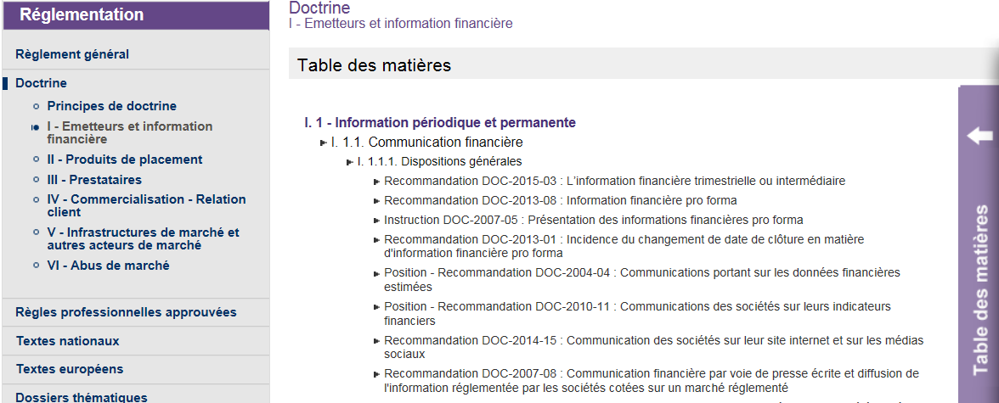 Réglementation
Règlement général
Doctrine
Principes de doctrine
I - Emetteurs et information
financière
II - Produits de placement
III - Prestataires
IV - Commercialisation - Relation
client
V - Infrastructures de marché et
autres acteurs de marché
VI - Abus de marché
Règles professionnelles approuvées
Textes nationaux
Textes européens
Dossiers thématiques
Doctrine
I - Emetteurs et information financière
Table des matières
I. 1 - Information périodique et permanente
I. 1.1. Communication financière
I. 1.1.1. Dispositions générales
Recommandation DOC-2015-03 : L'information financière trimestrielle ou intermédiaire
Recommandation DOC-2013-08 : Information financière pro forma
Instruction DOC-2007-05 : Présentation des informations financières pro forma
Recommandation DOC-2013-01 : Incidence du changement de date de clôture en matière
d'information financière pro forma
Position - Recommandation DOC-2004-04 : Communications portant sur les données financières
estimées
Position - Recommandation DOC-2010-11 : Communications des sociétés sur leurs indicateurs
financiers
Recommandation DOC-2014-15 : Communication des sociétés sur leur site internet et sur les médias
sociaux
Recommandation DOC-2007-08 : Communication financière par voie de presse écrite et diffusion de
l'information réglementée par les sociétés cotées sur un marché réglementé
Table des matières